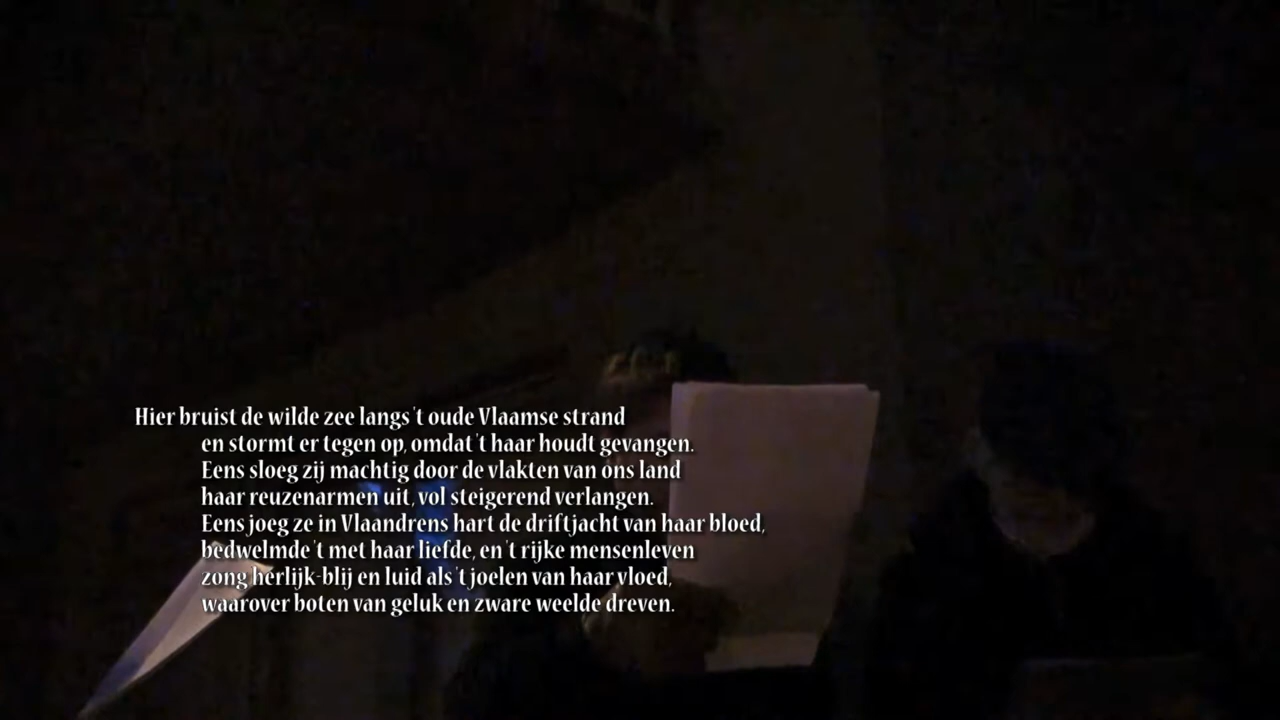 Hier bruist de wilde zee langs 't oude Vlaamse strand
en stormt er tegen op, omdat 't haar houdt gevangen.
Eens sloeg zij machtig door de vlakten van ons land
haar reuzenarmen uit, vol steigerend verlangen.
Eens joeg ze in Vlaandrens hart de driftjacht van haar bloed,
bedwelmde 't met haar liefde, en 't rijke mensenleven
zong herlijk-blij en luid als 't joelen van haar vloed,
waarover boten van geluk en zware weelde dreven.